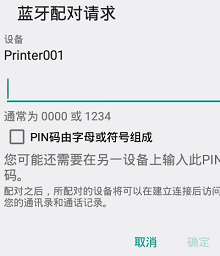 蓝牙配对请求
设备
Printer001
通常为 0000 或 1234
PIN码由字母或符号组成
您可能还需要在另一设备上输入此PIN
码。
配对之后，所配对的设备将可以在建立连接后访问
您的通讯录和通话记录。
取消 确定